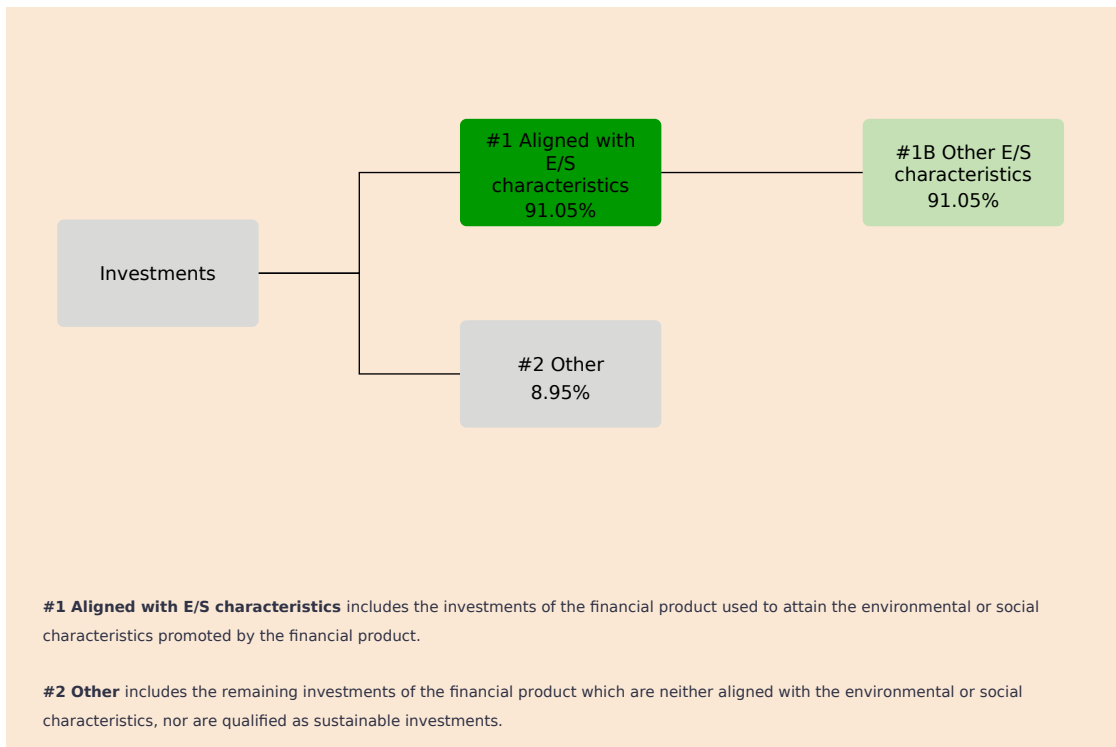 #1 Aligned with
E/S
characteristics
91.05%
#1B Other E/S
characteristics
91.05%
Investments
#2 Other
8.95%
#1 Aligned with E/S characteristics includes the investments of the financial product used to attain the environmental or social
characteristics promoted by the financial product.
#2 Other includes the remaining investments of the financial product which are neither aligned with the environmental or social
characteristics, nor are qualified as sustainable investments.